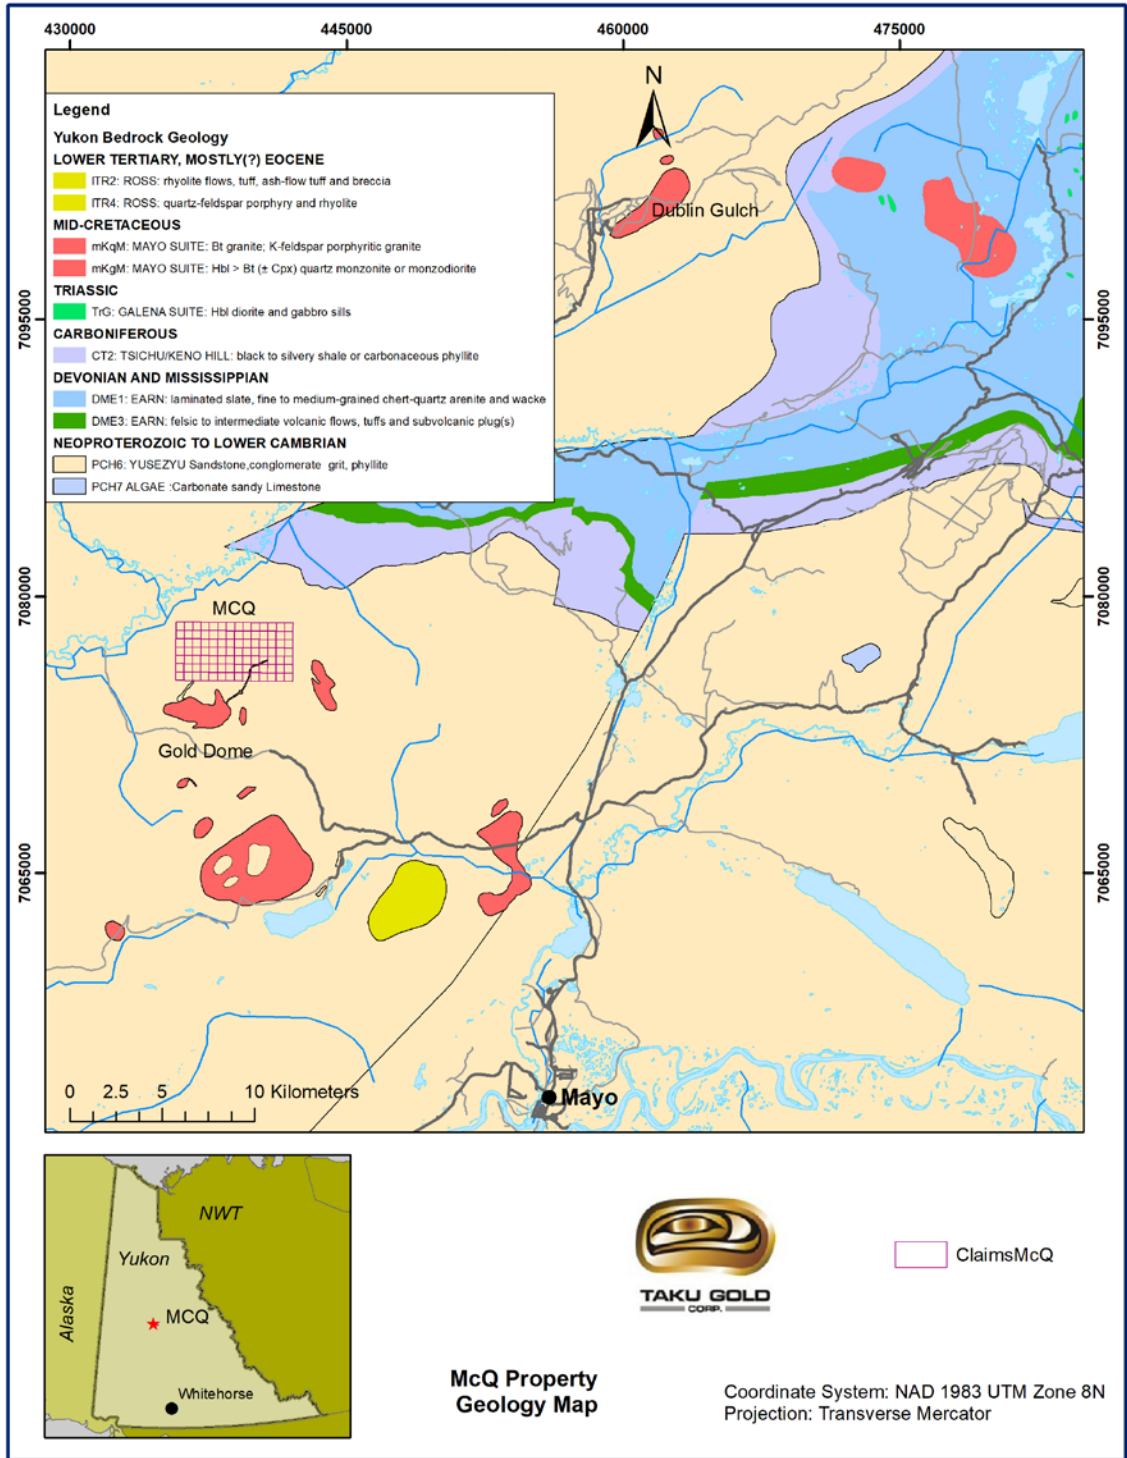 430000 445000 460000 475000
N
Legend
Yukon Bedrock Geology
LOWER TERTIARY, MOSTLY(?) EOCENE
ITR2: ROSS: rhyolite flows, tuff, ash-flow tuff and breccia
ITR4: ROSS: quartz-feldspar porphyry and rhyolite
MID-CRETACEOUS
mKqM: MAYO SUITE: Bt granite; K-feldspar porphyritic granite
mKgM: MAYO SUITE: Hbl > Bt (± Cpx) quartz monzonite or monzodiorite
TRIASSIC
TrG: GALENA SUITE: Hbl diorite and gabbro sills
CARBONIFEROUS
CT2: TSICHU/KENO HILL: black to silvery shale or carbonaceous phyllite
DEVONIAN AND MISSISSIPPIAN
DME1: EARN: laminated slate, fine to medium-grained chert-quartz arenite and wacke
DME3: EARN: felsic to intermediate volcanic flows, tuffs and subvolcanic plug(s)
NEOPROTEROZOIC TO LOWER CAMBRIAN
PCH6: YUSEZYU Sandstone,conglomerate grit, phyllite
PCH7 ALGAE :Carbonate sandy Limestone
Dublin Gulch
7095000 7095000
7080000 7080000
MCQ
Gold Dome
7065000 7065000
0 2.5 5 10 Kilometers
Mayo
NWT
Yukon
Alaska
MCQ
Whitehorse
TAKU GOLD
CORP.
ClaimsMcQ
McQ Property
Geology Map
Coordinate System: NAD 1983 UTM Zone 8N
Projection: Transverse Mercator